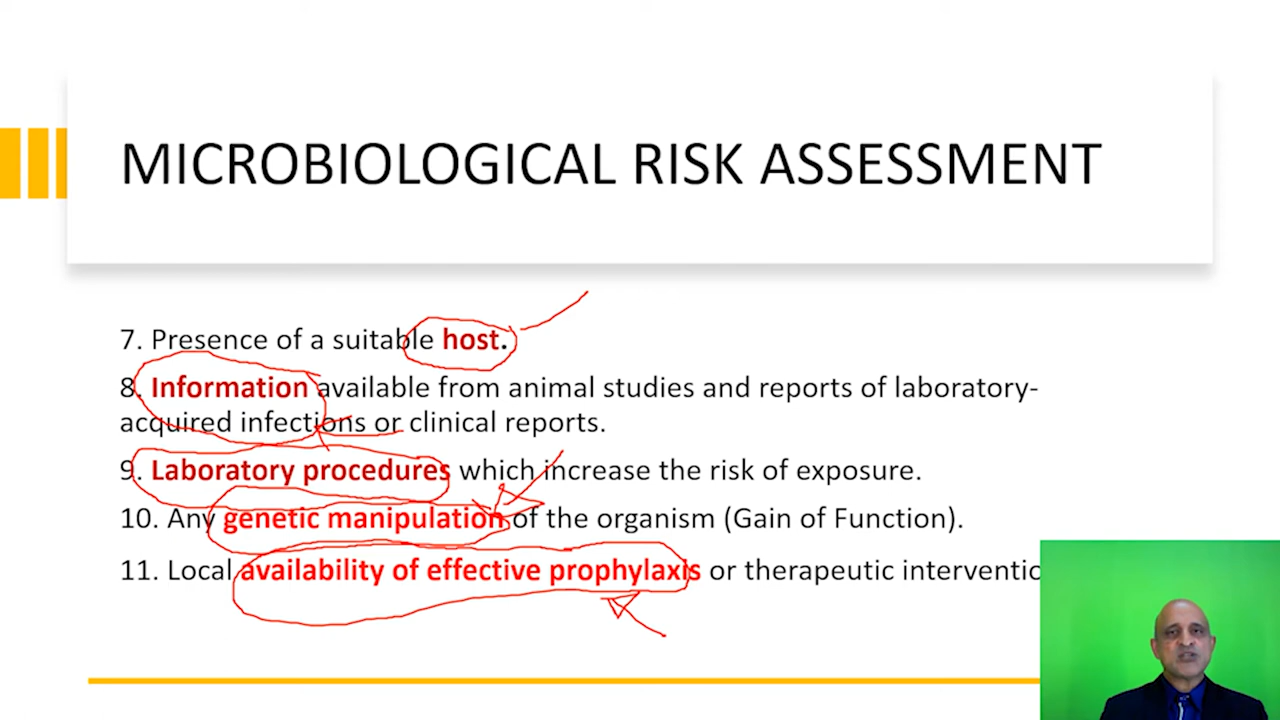 MICROBIOLOGICAL RISK ASSESSMENT
7. Presence of a suitable host.
8. Information available from animal studies and reports of laboratory-
acquired infections or clinical reports.
9. Laboratory procedures which increase the risk of exposure.
10. Any genetic manipulation of the organism (Gain of Function).
11. Local availability of effective prophylaxis or therapeutic